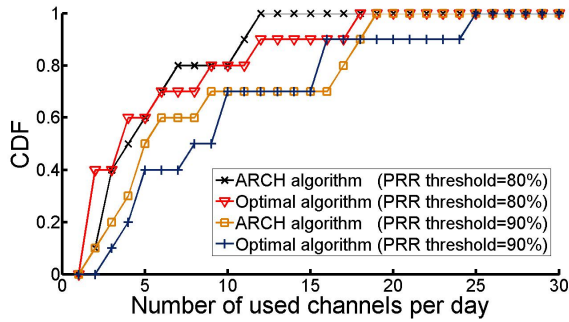 1
0.8
0.6
0.4
0.2
0
CDF
ARCH algorithm (PRR threshold=80%)
Optimal algorithm (PRR threshold=80%)
ARCH algorithm (PRR threshold=90%)
Optimal algorithm (PRR threshold=90%)
0 5 10 15 20 25 30
Number of used channels per day